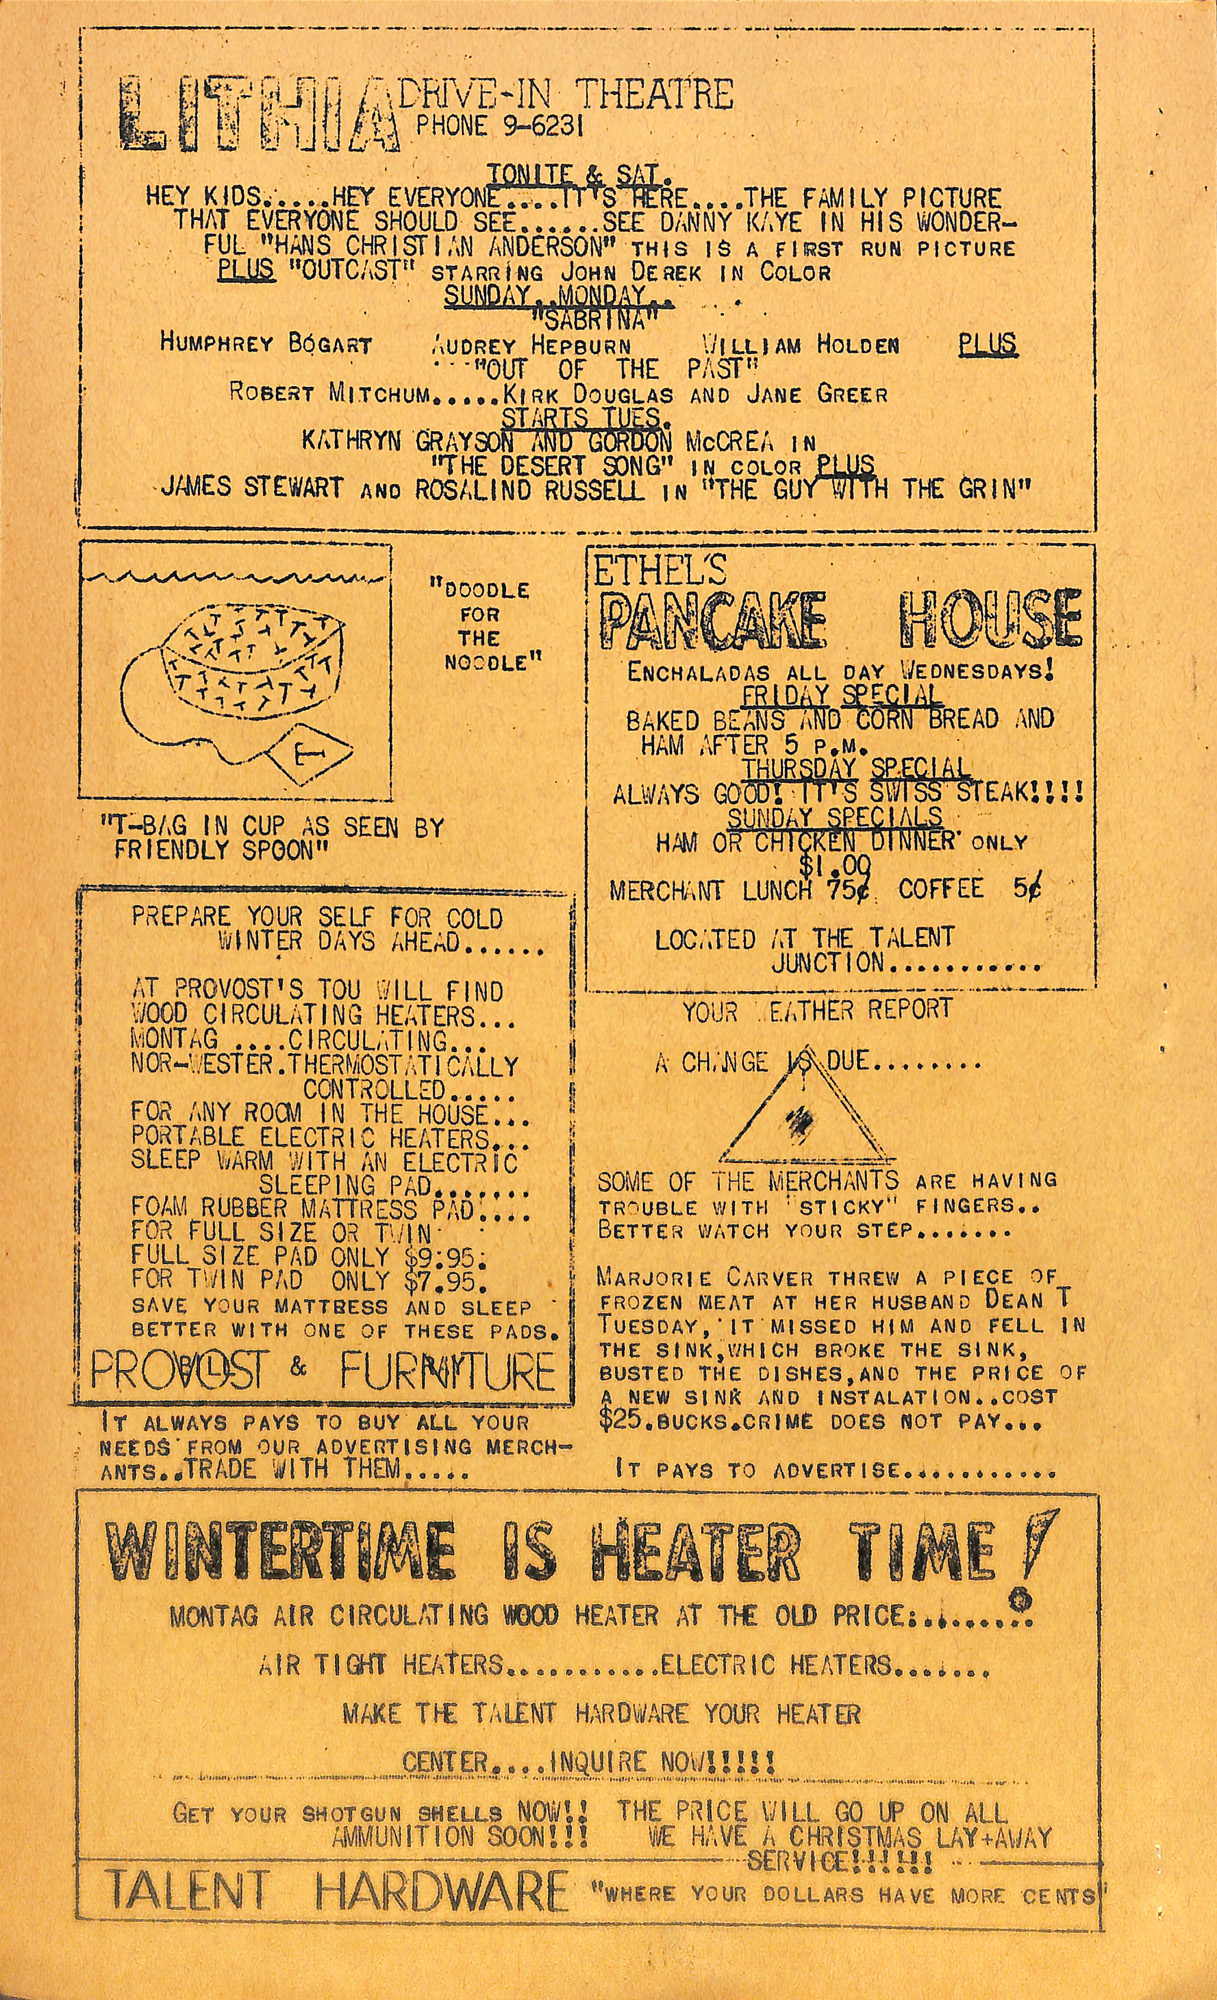 LITHIA DRIVE-IN THEATRE
PHONE 9-6231
TONITE & SAT.
HEY KIDS......HEY EVERYONE....IT'S HERE....THE FAMILY PICTURE
THAT EVERYONE SHOULD SEE.......SEE DANNY KAYE IN HIS WONDER-
FUL "HANS CHRISTIAN ANDERSON" THIS IS A FIRST RUN PICTURE
PLUS "OUTCAST" STARRING JOHN DEREK IN COLOR
SUNDAY..MONDAY..
"SABRINA"
HUMPHREY BOGART AUDREY HEPBURN WILLIAM HOLDEN PLUS
"OUT OF THE PAST"
ROBERT MITCHUM.....KIRK DOUGLAS AND JANE GREER
STARTS TUES.
KATHRYN GRAYSON AND GORDON McCREA IN
"THE DESERT SONG" IN COLOR PLUS
JAMES STEWART AND ROSALIND RUSSELL IN "THE GUY WITH THE GRIN"
"DOODLE
FOR
THE
NOODLE"
T
"T-BAG IN CUP AS SEEN BY
FRIENDLY SPOON"
ETHEL'S
PANCAKE HOUSE
ENCHALADAS ALL DAY WEDNESDAYS!
FRIDAY SPECIAL
BAKED BEANS AND CORN BREAD AND
HAM AFTER 5 P.M.
THURSDAY SPECIAL
ALWAYS GOOD! IT'S SWISS STEAK!!!!
SUNDAY SPECIALS
HAM OR CHICKEN DINNER ONLY
$1.00
MERCHANT LUNCH 75¢ COFFEE 5¢
LOCATED AT THE TALENT
JUNCTION...........
PREPARE YOUR SELF FOR COLD
WINTER DAYS AHEAD......
AT PROVOST'S TOU WILL FIND
WOOD CIRCULATING HEATERS...
MONTAG ....CIRCULATING...
NOR-WESTER.THERMOSTATICALLY
CONTROLLED.....
FOR ANY ROOM IN THE HOUSE...
PORTABLE ELECTRIC HEATERS...
SLEEP WARM WITH AN ELECTRIC
SLEEPING PAD.......
FOAM RUBBER MATTRESS PAD.....
FOR FULL SIZE OR TWIN
FULL SIZE PAD ONLY $9.95.
FOR TWIN PAD ONLY $7.95.
SAVE YOUR MATTRESS AND SLEEP
BETTER WITH ONE OF THESE PADS.
PROVOST & FURNITURE
IT ALWAYS PAYS TO BUY ALL YOUR
NEEDS FROM OUR ADVERTISING MERCH-
ANTS..TRADE WITH THEM.....
YOUR EATHER REPORT
A CHANGE IS DUE........
SOME OF THE MERCHANTS ARE HAVING
TROUBLE WITH "STICKY" FINGERS..
BETTER WATCH YOUR STEP.......
MARJORIE CARVER THREW A PIECE OF
FROZEN MEAT AT HER HUSBAND DEAN T
TUESDAY, IT MISSED HIM AND FELL IN
THE SINK,WHICH BROKE THE SINK,
BUSTED THE DISHES,AND THE PRICE OF
A NEW SINK AND INSTALATION..COST
$25.BUCKS.CRIME DOES NOT PAY...
IT PAYS TO ADVERTISE...........
WINTERTIME IS HEATER TIME!
MONTAG AIR CIRCULATING WOOD HEATER AT THE OLD PRICE:........
AIR TIGHT HEATERS...........ELECTRIC HEATERS.......
MAKE THE TALENT HARDWARE YOUR HEATER
CENTER....INQUIRE NOW!!!!!
GET YOUR SHOTGUN SHELLS NOW!! THE PRICE WILL GO UP ON ALL
AMMUNITION SOON!!! WE HAVE A CHRISTMAS LAY+AWAY
SERVICE!!!!!!
TALENT HARDWARE "WHERE YOUR DOLLARS HAVE MORE CENTS"